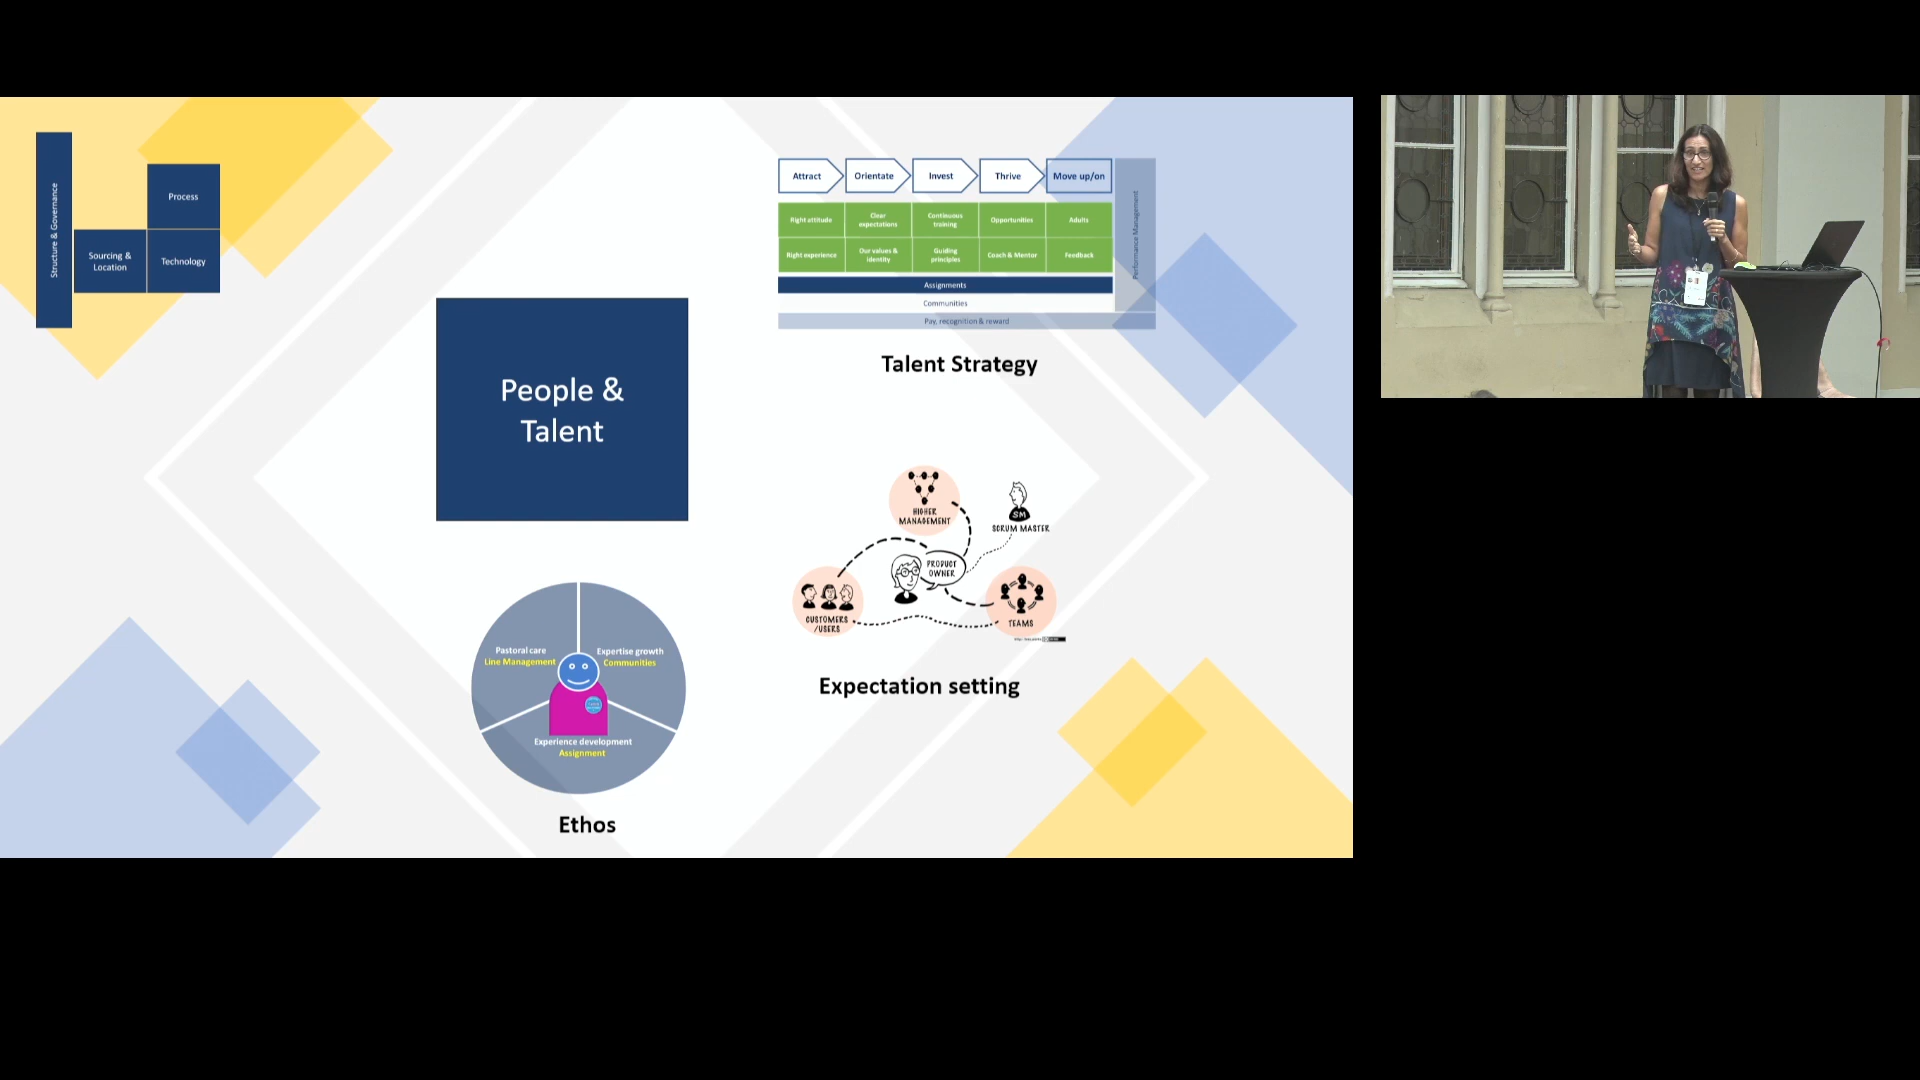 Structure & Governance
Process
Sourcing &
Location
Technology
People &
Talent
Attract
Orientate
Invest
Thrive
Move up/on
Right attitude
Clear
expectations
Continuous
training
Opportunities
Adults
Right experience
Our values &
identity
Guiding
principles
Coach & Mentor
Feedback
Assignments
Communities
Pay, recognition & reward
Performance Management
Talent Strategy
HIGHER
MANAGEMENT
SM
SCRUM MASTER
PRODUCT
OWNER
CUSTOMERS
/USERS
TEAMS
Expectation setting
Pastoral care
Line Management
Expertise growth
Communities
Experience development
Assignment
Ethos